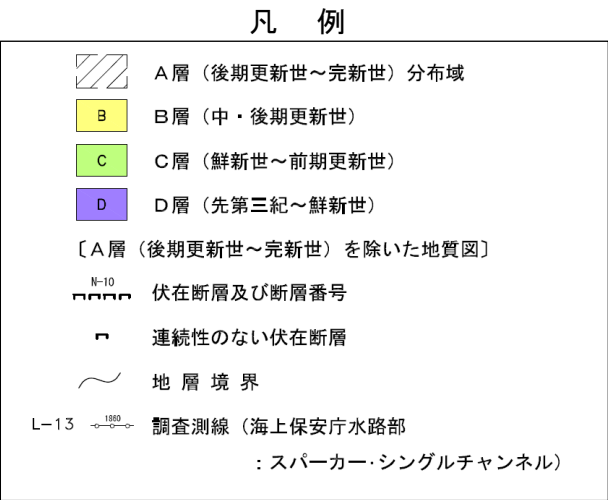 凡 例
A層（後期更新世～完新世）分布域
B B層（中・後期更新世）
C C層（鮮新世～前期更新世）
D D層（先第三紀～鮮新世）
〔A層（後期更新世～完新世）を除いた地質図〕
N-10 伏在断層及び断層番号
連続性のない伏在断層
地 層 境 界
L-13 1860 調査測線（海上保安庁水路部
：スパーカー・シングルチャンネル）